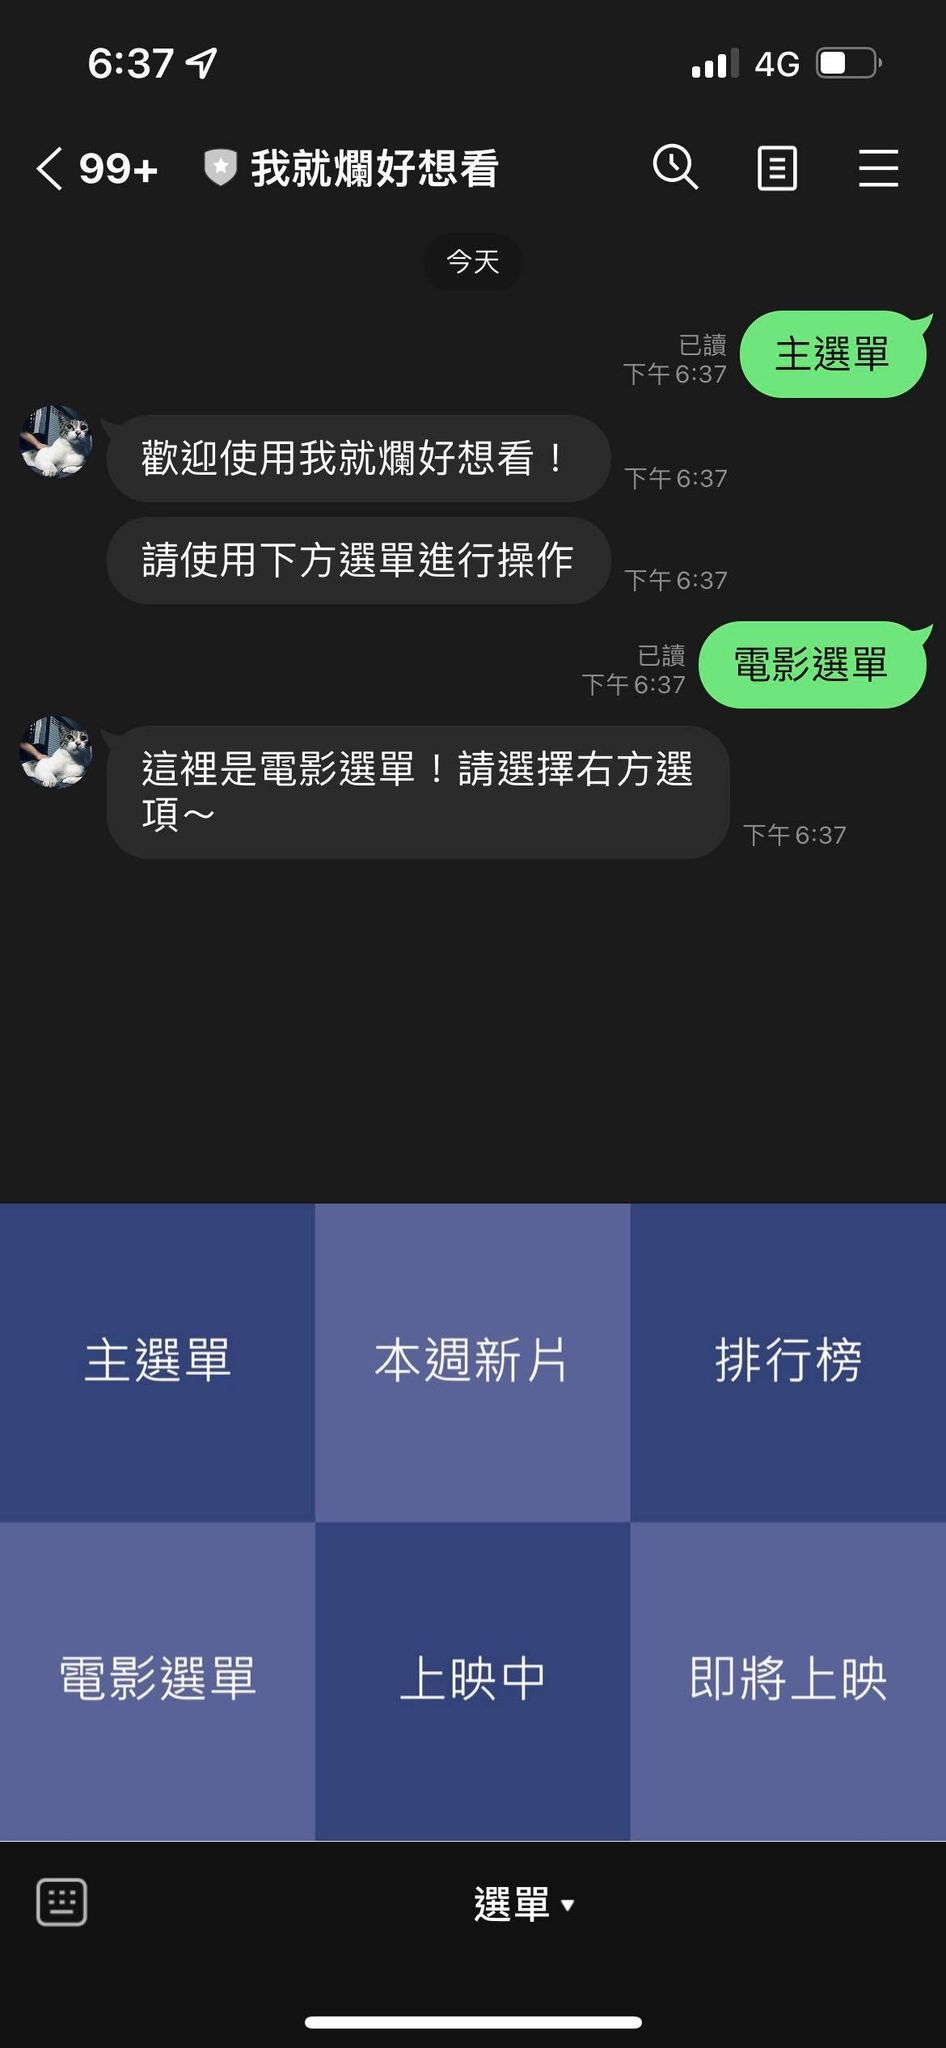 6:37
4G
99+
我就爛好想看
今天
已讀
下午 6:37
主選單
歡迎使用我就爛好想看！
下午 6:37
請使用下方選單進行操作
下午 6:37
已讀
下午 6:37
電影選單
這裡是電影選單！請選擇右方選
項～
下午 6:37
主選單
本週新片
排行榜
電影選單
上映中
即將上映
選單